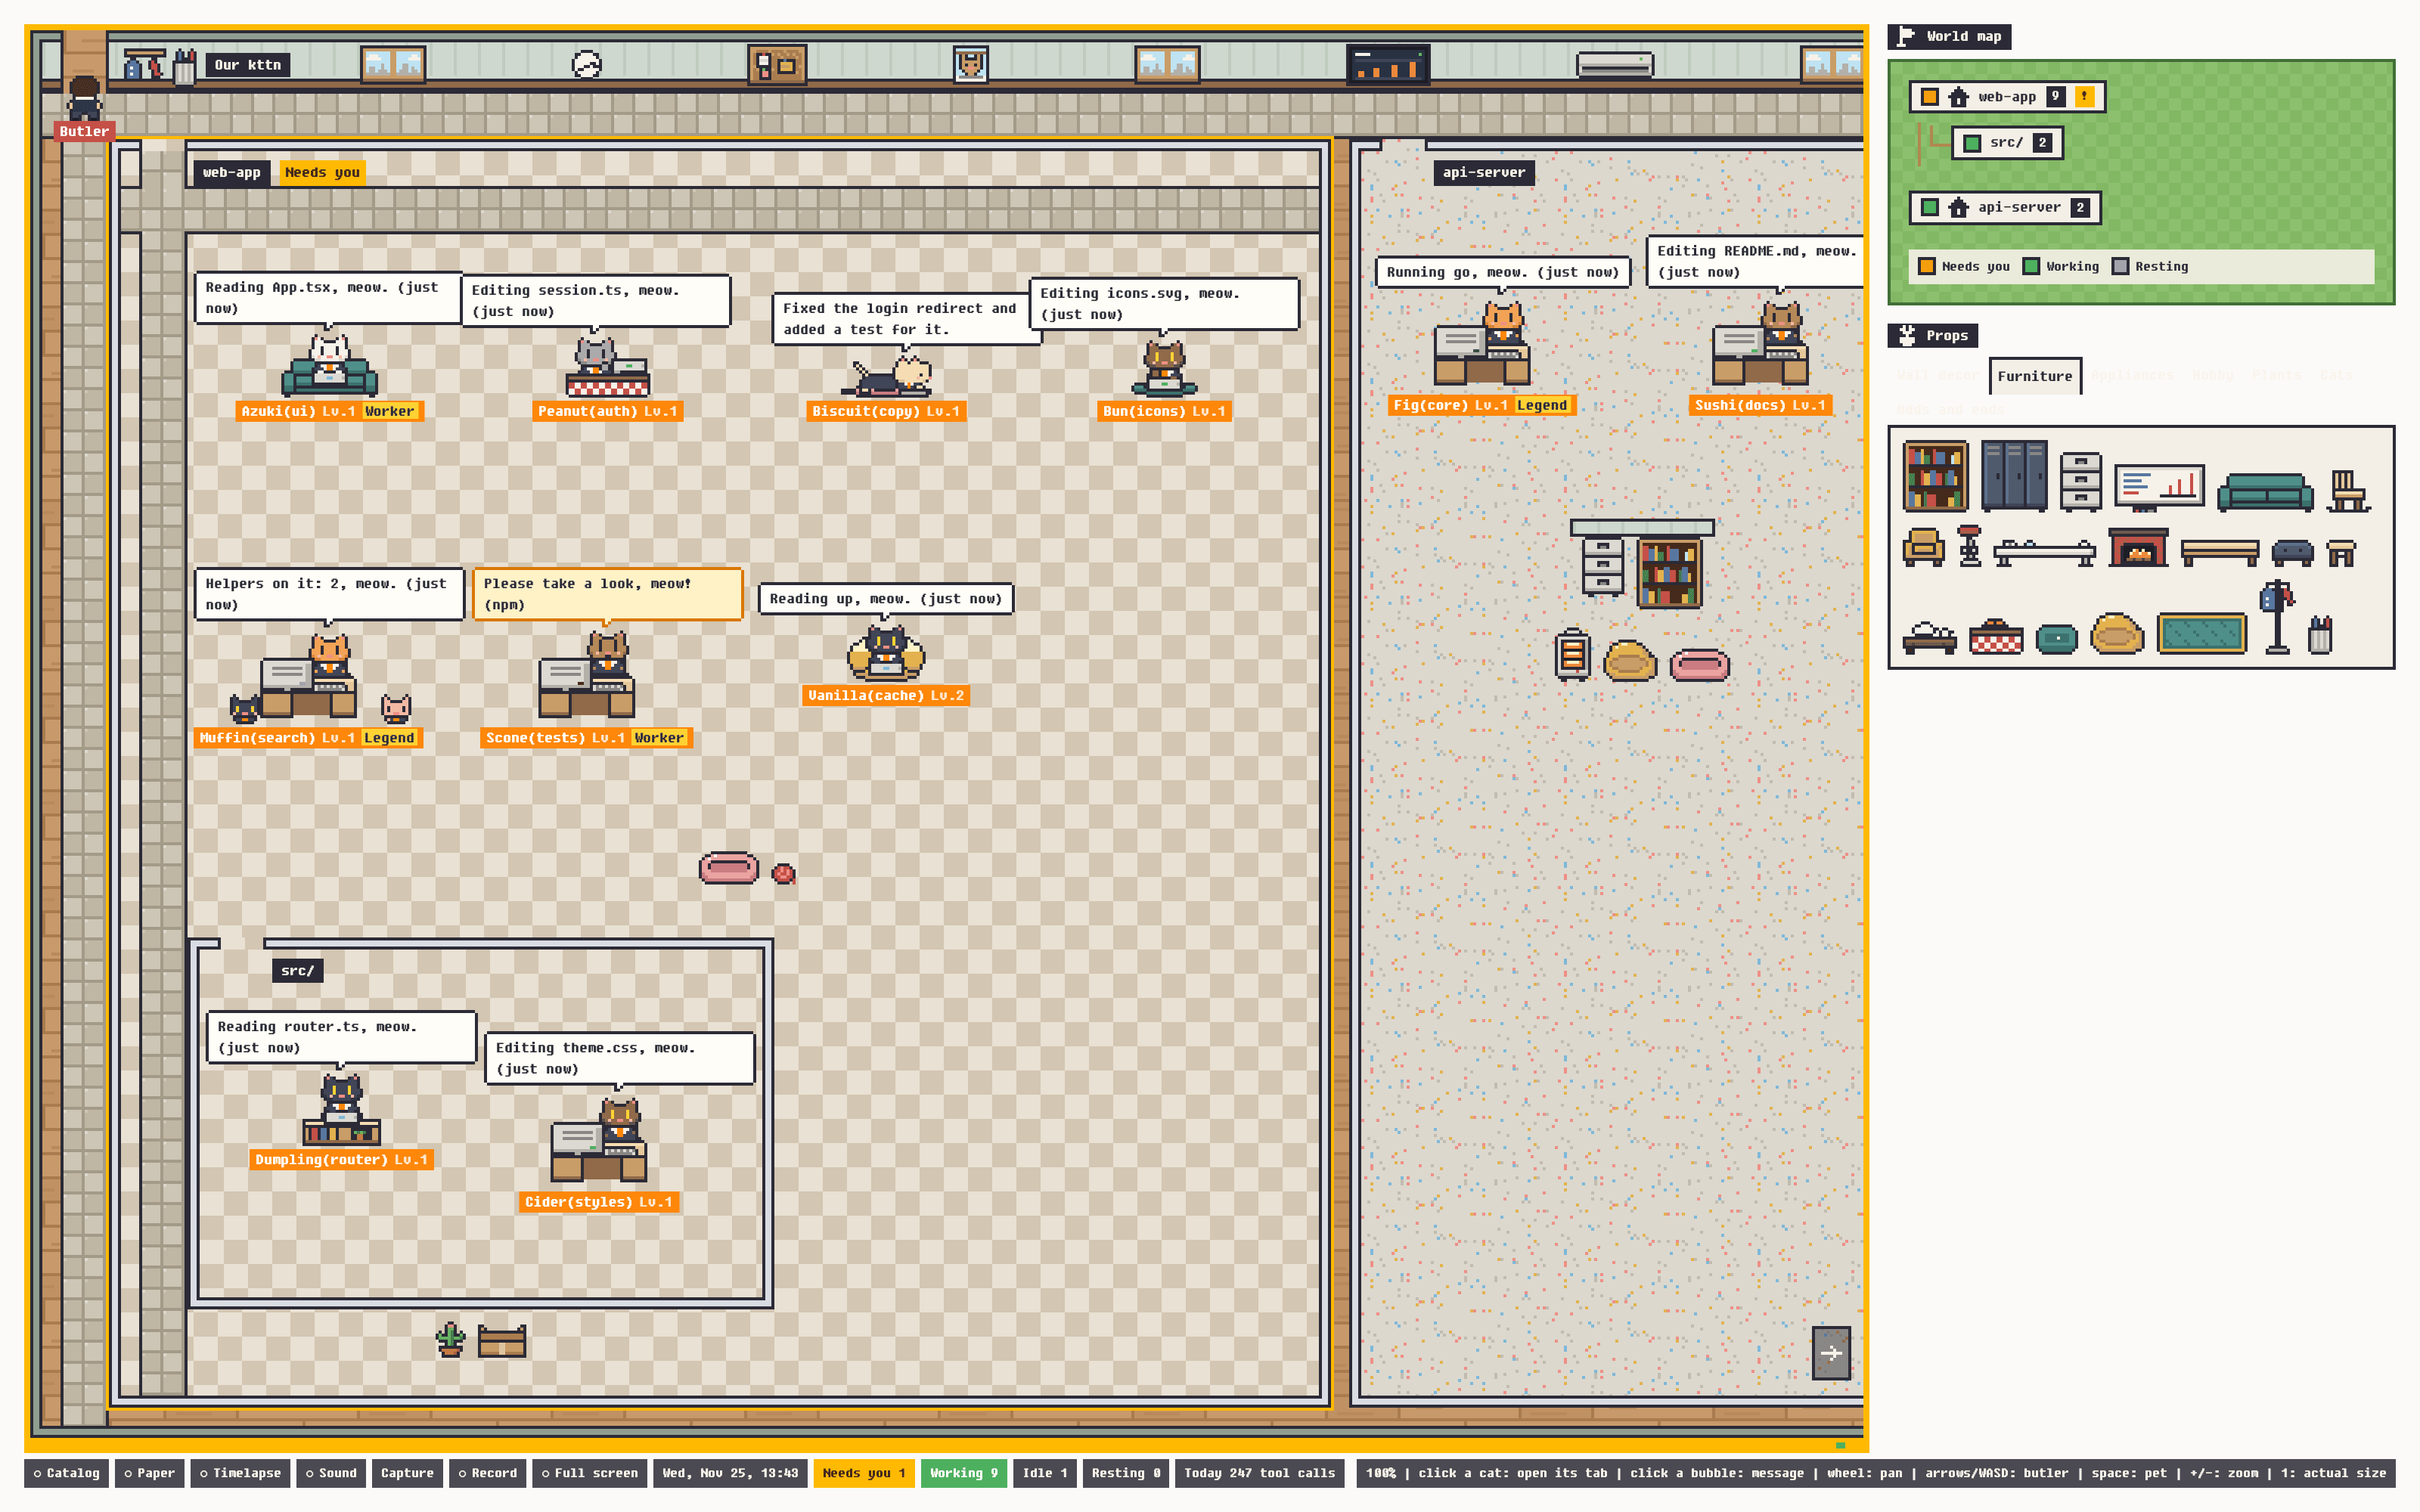 Our kttn
Butler
web-app
Needs you
Reading App.tsx, meow. (just
now)
Editing session.ts, meow.
(just now)
Fixed the login redirect and
added a test for it.
Editing icons.svg, meow.
(just now)
Azuki(ui) Lv.1 Worker
Peanut(auth) Lv.1
Biscuit(copy) Lv.1
Bun(icons) Lv.1
Helpers on it: 2, meow. (just
now)
Please take a look, meow!
(npm)
Reading up, meow. (just now)
Muffin(search) Lv.1 Legend
Scone(tests) Lv.1 Worker
Vanilla(cache) Lv.2
src/
Reading router.ts, meow.
(just now)
Editing theme.css, meow.
(just now)
Dumpling(router) Lv.1
Cider(styles) Lv.1
api-server
Running go, meow. (just now)
Editing README.md, meow.
(just now)
Fig(core) Lv.1 Legend
Sushi(docs) Lv.1
World map
web-app 9 !
src/ 2
api-server 2
Needs you
Working
Resting
Props
Wall decor Furniture Appliances Hobby Plants Cats
Odds and ends
Catalog
Paper
Timelapse
Sound
Capture
Record
Full screen
Wed, Nov 25, 13:43
Needs you 1
Working 9
Idle 1
Resting 0
Today 247 tool calls
100% | click a cat: open its tab | click a bubble: message | wheel: pan | arrows/WASD: butler | space: pet | +/-: zoom | 1: actual size